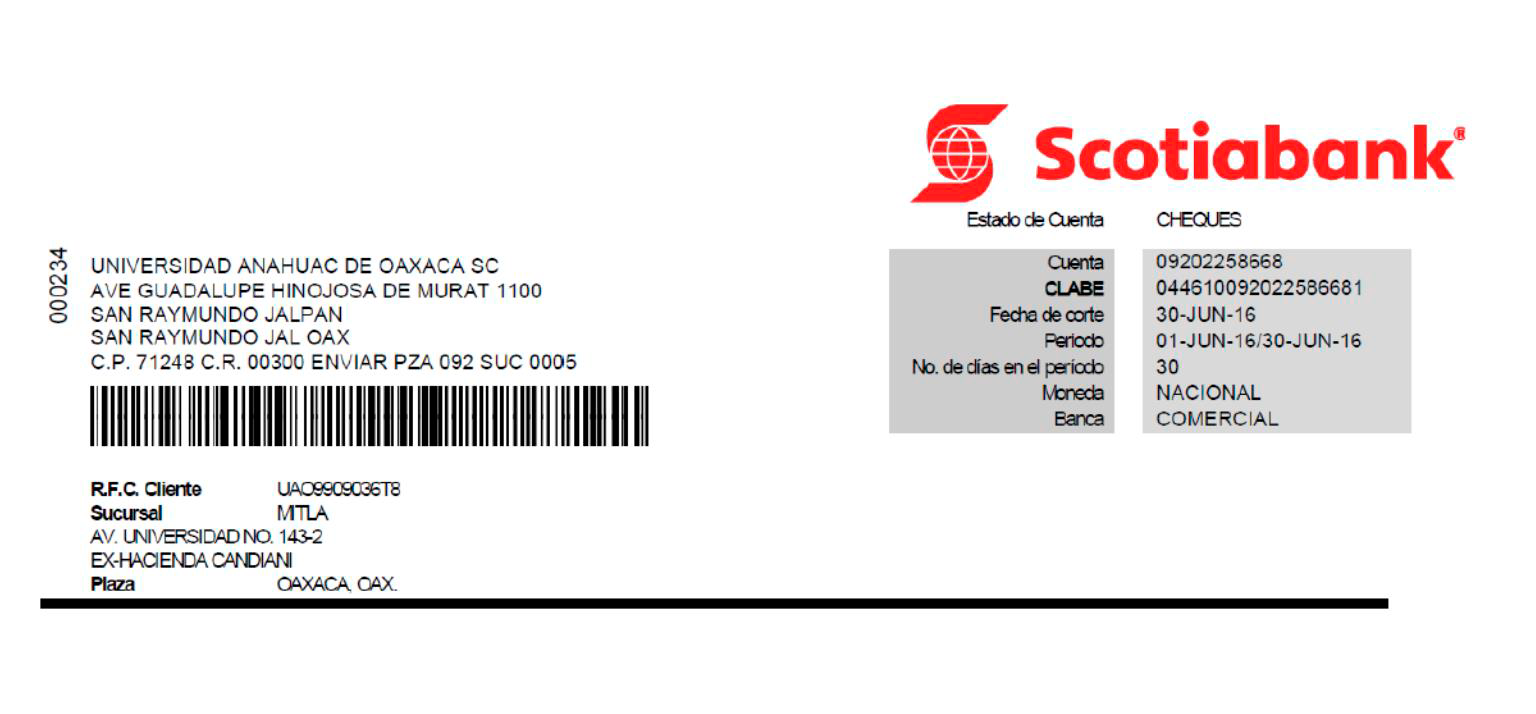 Scotiabank®
Estado de Cuenta CHEQUES
000234
UNIVERSIDAD ANAHUAC DE OAXACA SC
AVE GUADALUPE HINOJOSA DE MURAT 1100
SAN RAYMUNDO JALPAN
SAN RAYMUNDO JAL OAX
C.P. 71248 C.R. 00300 ENVIAR PZA 092 SUC 0005
Cuenta 09202258668
CLABE 044610092022586681
Fecha de corte 30-JUN-16
Periodo 01-JUN-16/30-JUN-16
No. de días en el período 30
Moneda NACIONAL
Banca COMERCIAL
R.F.C. Cliente UAO9909036T8
Sucursal MITLA
AV. UNIVERSIDAD NO. 143-2
EX-HACIENDA CANDIANI
Plaza OAXACA, OAX.